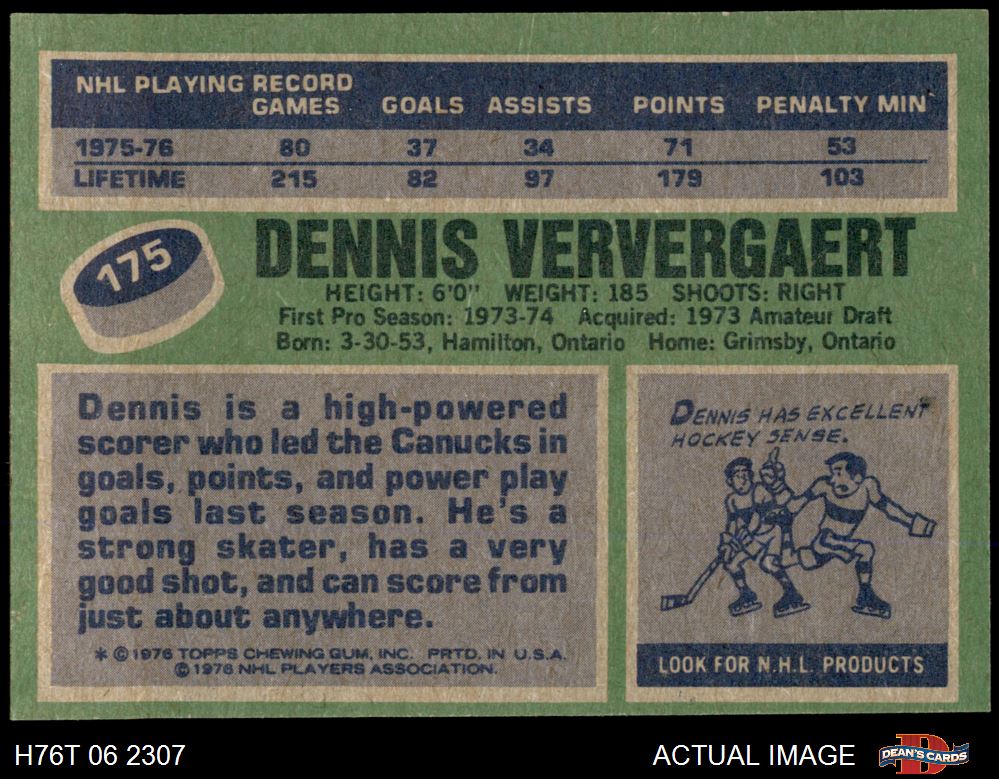 NHL PLAYING RECORD
GAMES GOALS ASSISTS POINTS PENALTY MIN
1975-76 80 37 34 71 53
LIFETIME 215 82 97 179 103
175
DENNIS VERVERGAERT
HEIGHT: 6'0" WEIGHT: 185 SHOOTS: RIGHT
First Pro Season: 1973-74 Acquired: 1973 Amateur Draft
Born: 3-30-53, Hamilton, Ontario Home: Grimsby, Ontario
Dennis is a high-powered
scorer who led the Canucks in
goals, points, and power play
goals last season. He's a
strong skater, has a very
good shot, and can score from
just about anywhere.
* © 1976 TOPPS CHEWING GUM, INC. PRTD. IN U.S.A.
© 1976 NHL PLAYERS ASSOCIATION.
DENNIS HAS EXCELLENT
HOCKEY SENSE.
LOOK FOR N.H.L. PRODUCTS
H76T 06 2307
ACTUAL IMAGE
D
DEAN'S CARDS